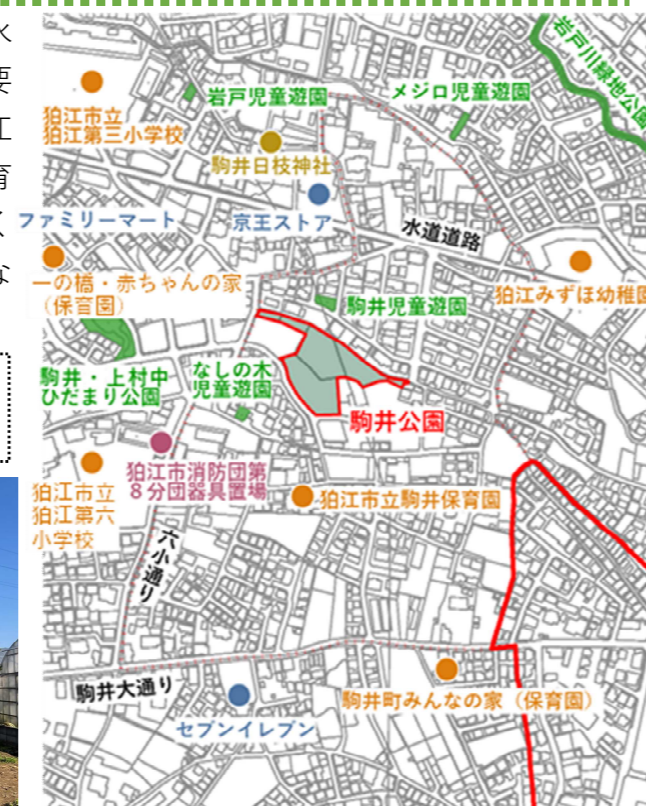 水
要
江
育
く
な
岩戸川緑地公園
岩戸児童遊園
メジロ児童遊園
狛江市立
狛江第三小学校
駒井日枝神社
ファミリーマート
京王ストア
水道道路
一の橋・赤ちゃんの家
（保育園）
狛江みずほ幼稚園
駒井児童遊園
駒井・上村中
ひだまり公園
なしの木
児童遊園
駒井公園
狛江市消防団第
８分団器具置場
狛江市立
狛江第六
小学校
狛江市立駒井保育園
六小通り
駒井大通り
駒井町みんなの家（保育園）
セブンイレブン